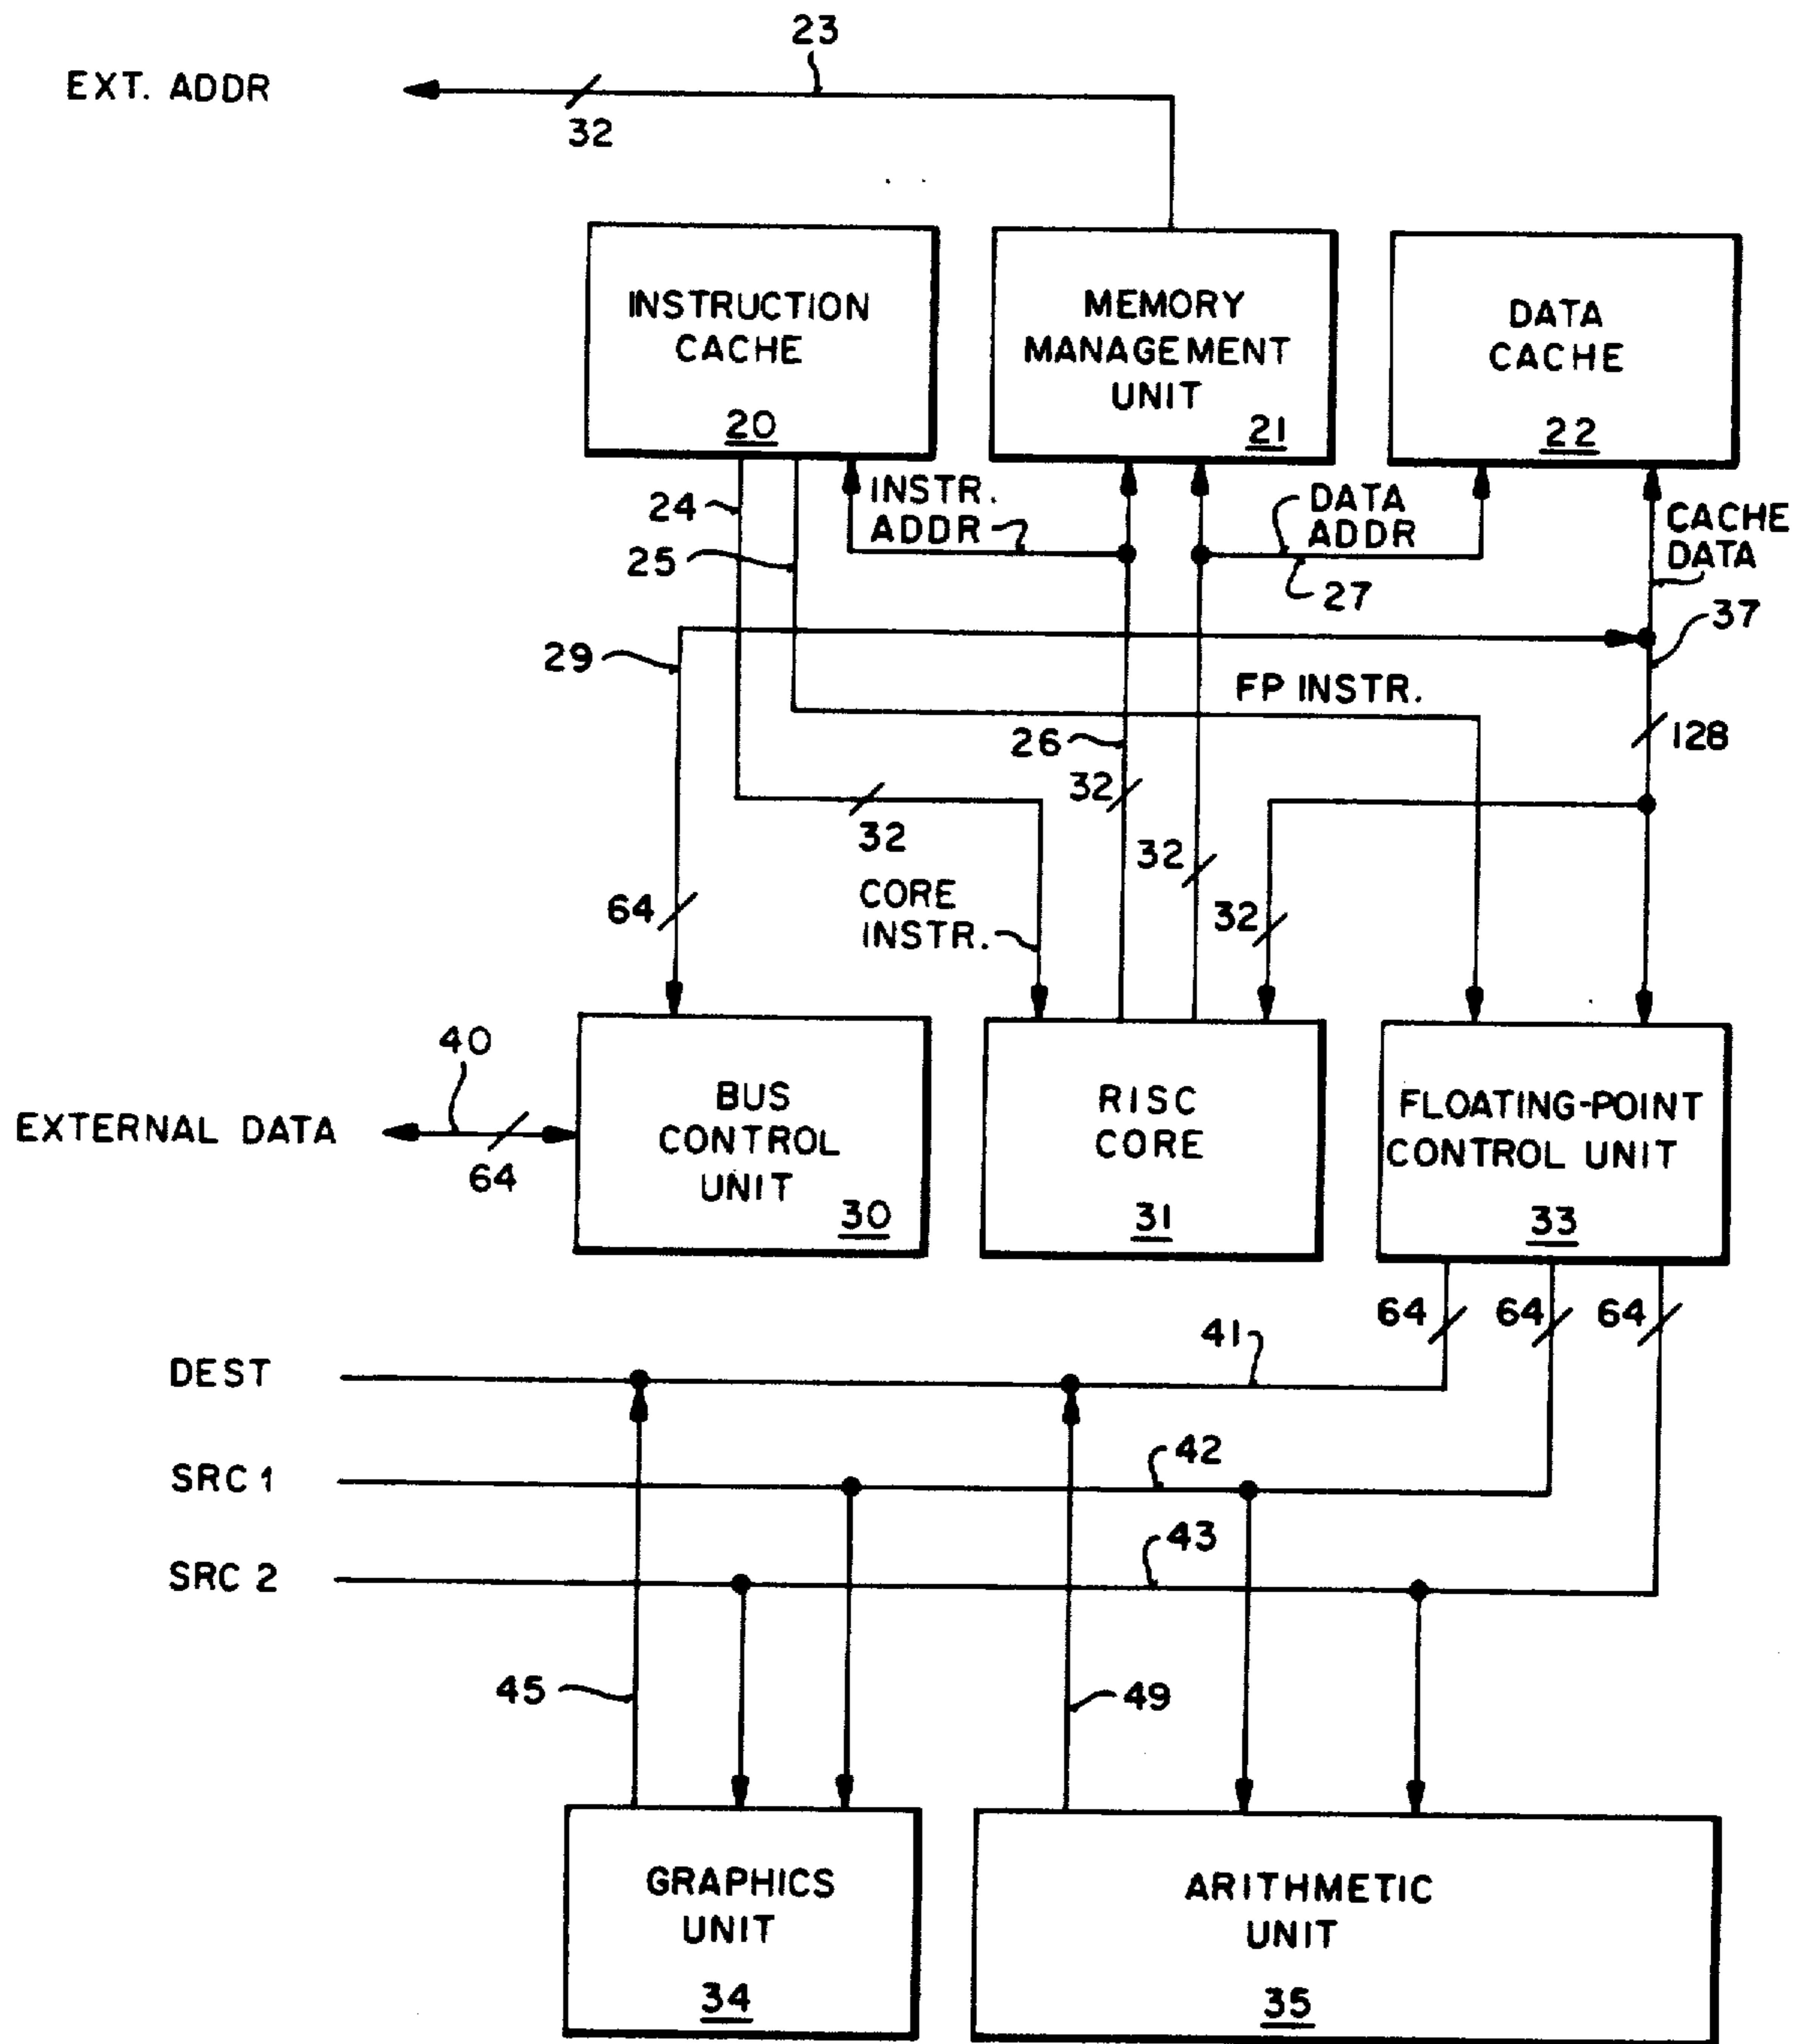 23
EXT. ADDR
32
INSTRUCTION
CACHE
20
MEMORY
MANAGEMENT
UNIT
21
DATA
CACHE
22
24
25
INSTR.
ADDR
DATA
ADDR
27
CACHE
DATA
37
29
FP INSTR.
26
128
32
32
32
32
64
CORE
INSTR.
40
EXTERNAL DATA
64
BUS
CONTROL
UNIT
30
RISC
CORE
31
FLOATING-POINT
CONTROL UNIT
33
64
64
64
41
DEST
42
SRC 1
43
SRC 2
45
49
GRAPHICS
UNIT
34
ARITHMETIC
UNIT
35